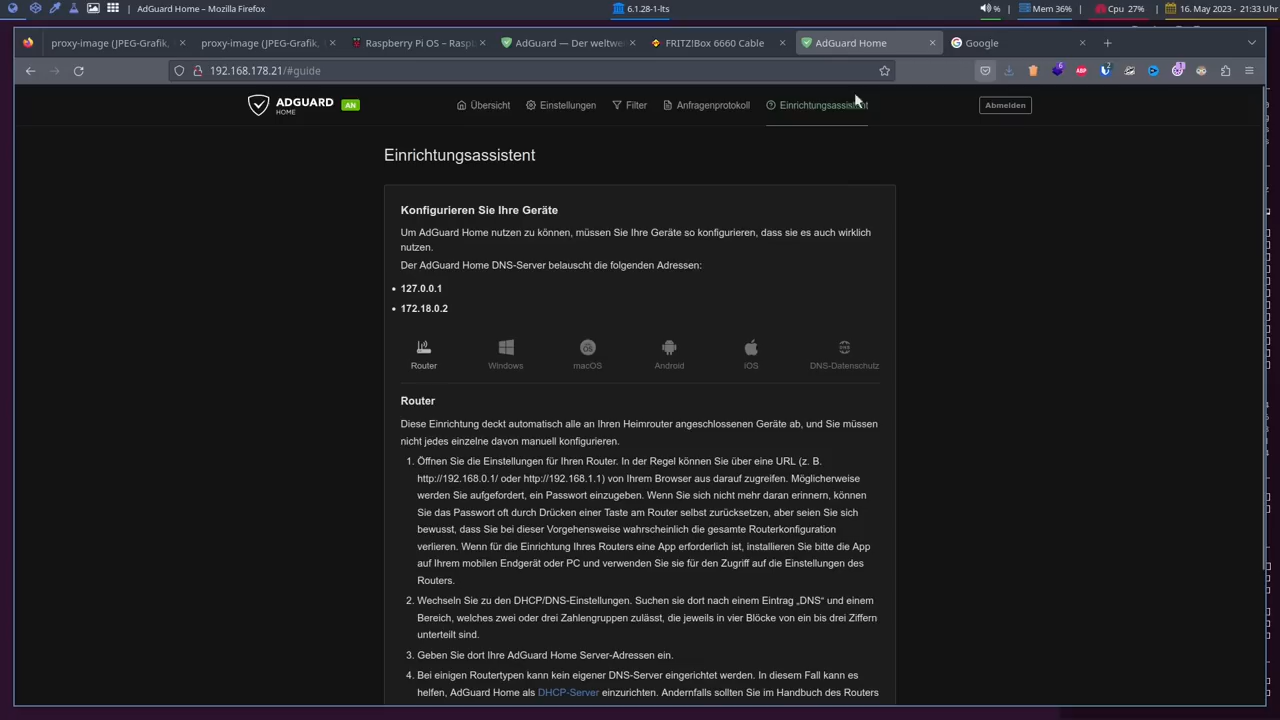 AdGuard Home – Mozilla Firefox
6.1.28-1-lts
%
Mem 36%
Cpu 27%
16. May 2023 - 21:33 Uhr
proxy-image (JPEG-Grafik,
proxy-image (JPEG-Grafik,
Raspberry Pi OS – Raspb
AdGuard — Der weltwe
FRITZ!Box 6660 Cable
AdGuard Home
Google
192.168.178.21/#guide
ADGUARD
HOME
AN
Übersicht
Einstellungen
Filter
Anfragenprotokoll
Einrichtungsassistent
Abmelden
Einrichtungsassistent
Konfigurieren Sie Ihre Geräte
Um AdGuard Home nutzen zu können, müssen Sie Ihre Geräte so konfigurieren, dass sie es auch wirklich
nutzen.
Der AdGuard Home DNS-Server belauscht die folgenden Adressen:
• 127.0.0.1
• 172.18.0.2
Router
Windows
macOS
Android
iOS
DNS-Datenschutz
Router
Diese Einrichtung deckt automatisch alle an Ihren Heimrouter angeschlossenen Geräte ab, und Sie müssen
nicht jedes einzelne davon manuell konfigurieren.
1. Öffnen Sie die Einstellungen für Ihren Router. In der Regel können Sie über eine URL (z. B.
http://192.168.0.1/ oder http://192.168.1.1) von Ihrem Browser aus darauf zugreifen. Möglicherweise
werden Sie aufgefordert, ein Passwort einzugeben. Wenn Sie sich nicht mehr daran erinnern, können
Sie das Passwort oft durch Drücken einer Taste am Router selbst zurücksetzen, aber seien Sie sich
bewusst, dass Sie bei dieser Vorgehensweise wahrscheinlich die gesamte Routerkonfiguration
verlieren. Wenn für die Einrichtung Ihres Routers eine App erforderlich ist, installieren Sie bitte die App
auf Ihrem mobilen Endgerät oder PC und verwenden Sie sie für den Zugriff auf die Einstellungen des
Routers.
2. Wechseln Sie zu den DHCP/DNS-Einstellungen. Suchen sie dort nach einem Eintrag „DNS“ und einem
Bereich, welches zwei oder drei Zahlengruppen zulässt, die jeweils in vier Blöcke von ein bis drei Ziffern
unterteilt sind.
3. Geben Sie dort Ihre AdGuard Home Server-Adressen ein.
4. Bei einigen Routertypen kann kein eigener DNS-Server eingerichtet werden. In diesem Fall kann es
helfen, AdGuard Home als DHCP-Server einzurichten. Andernfalls sollten Sie im Handbuch des Routers